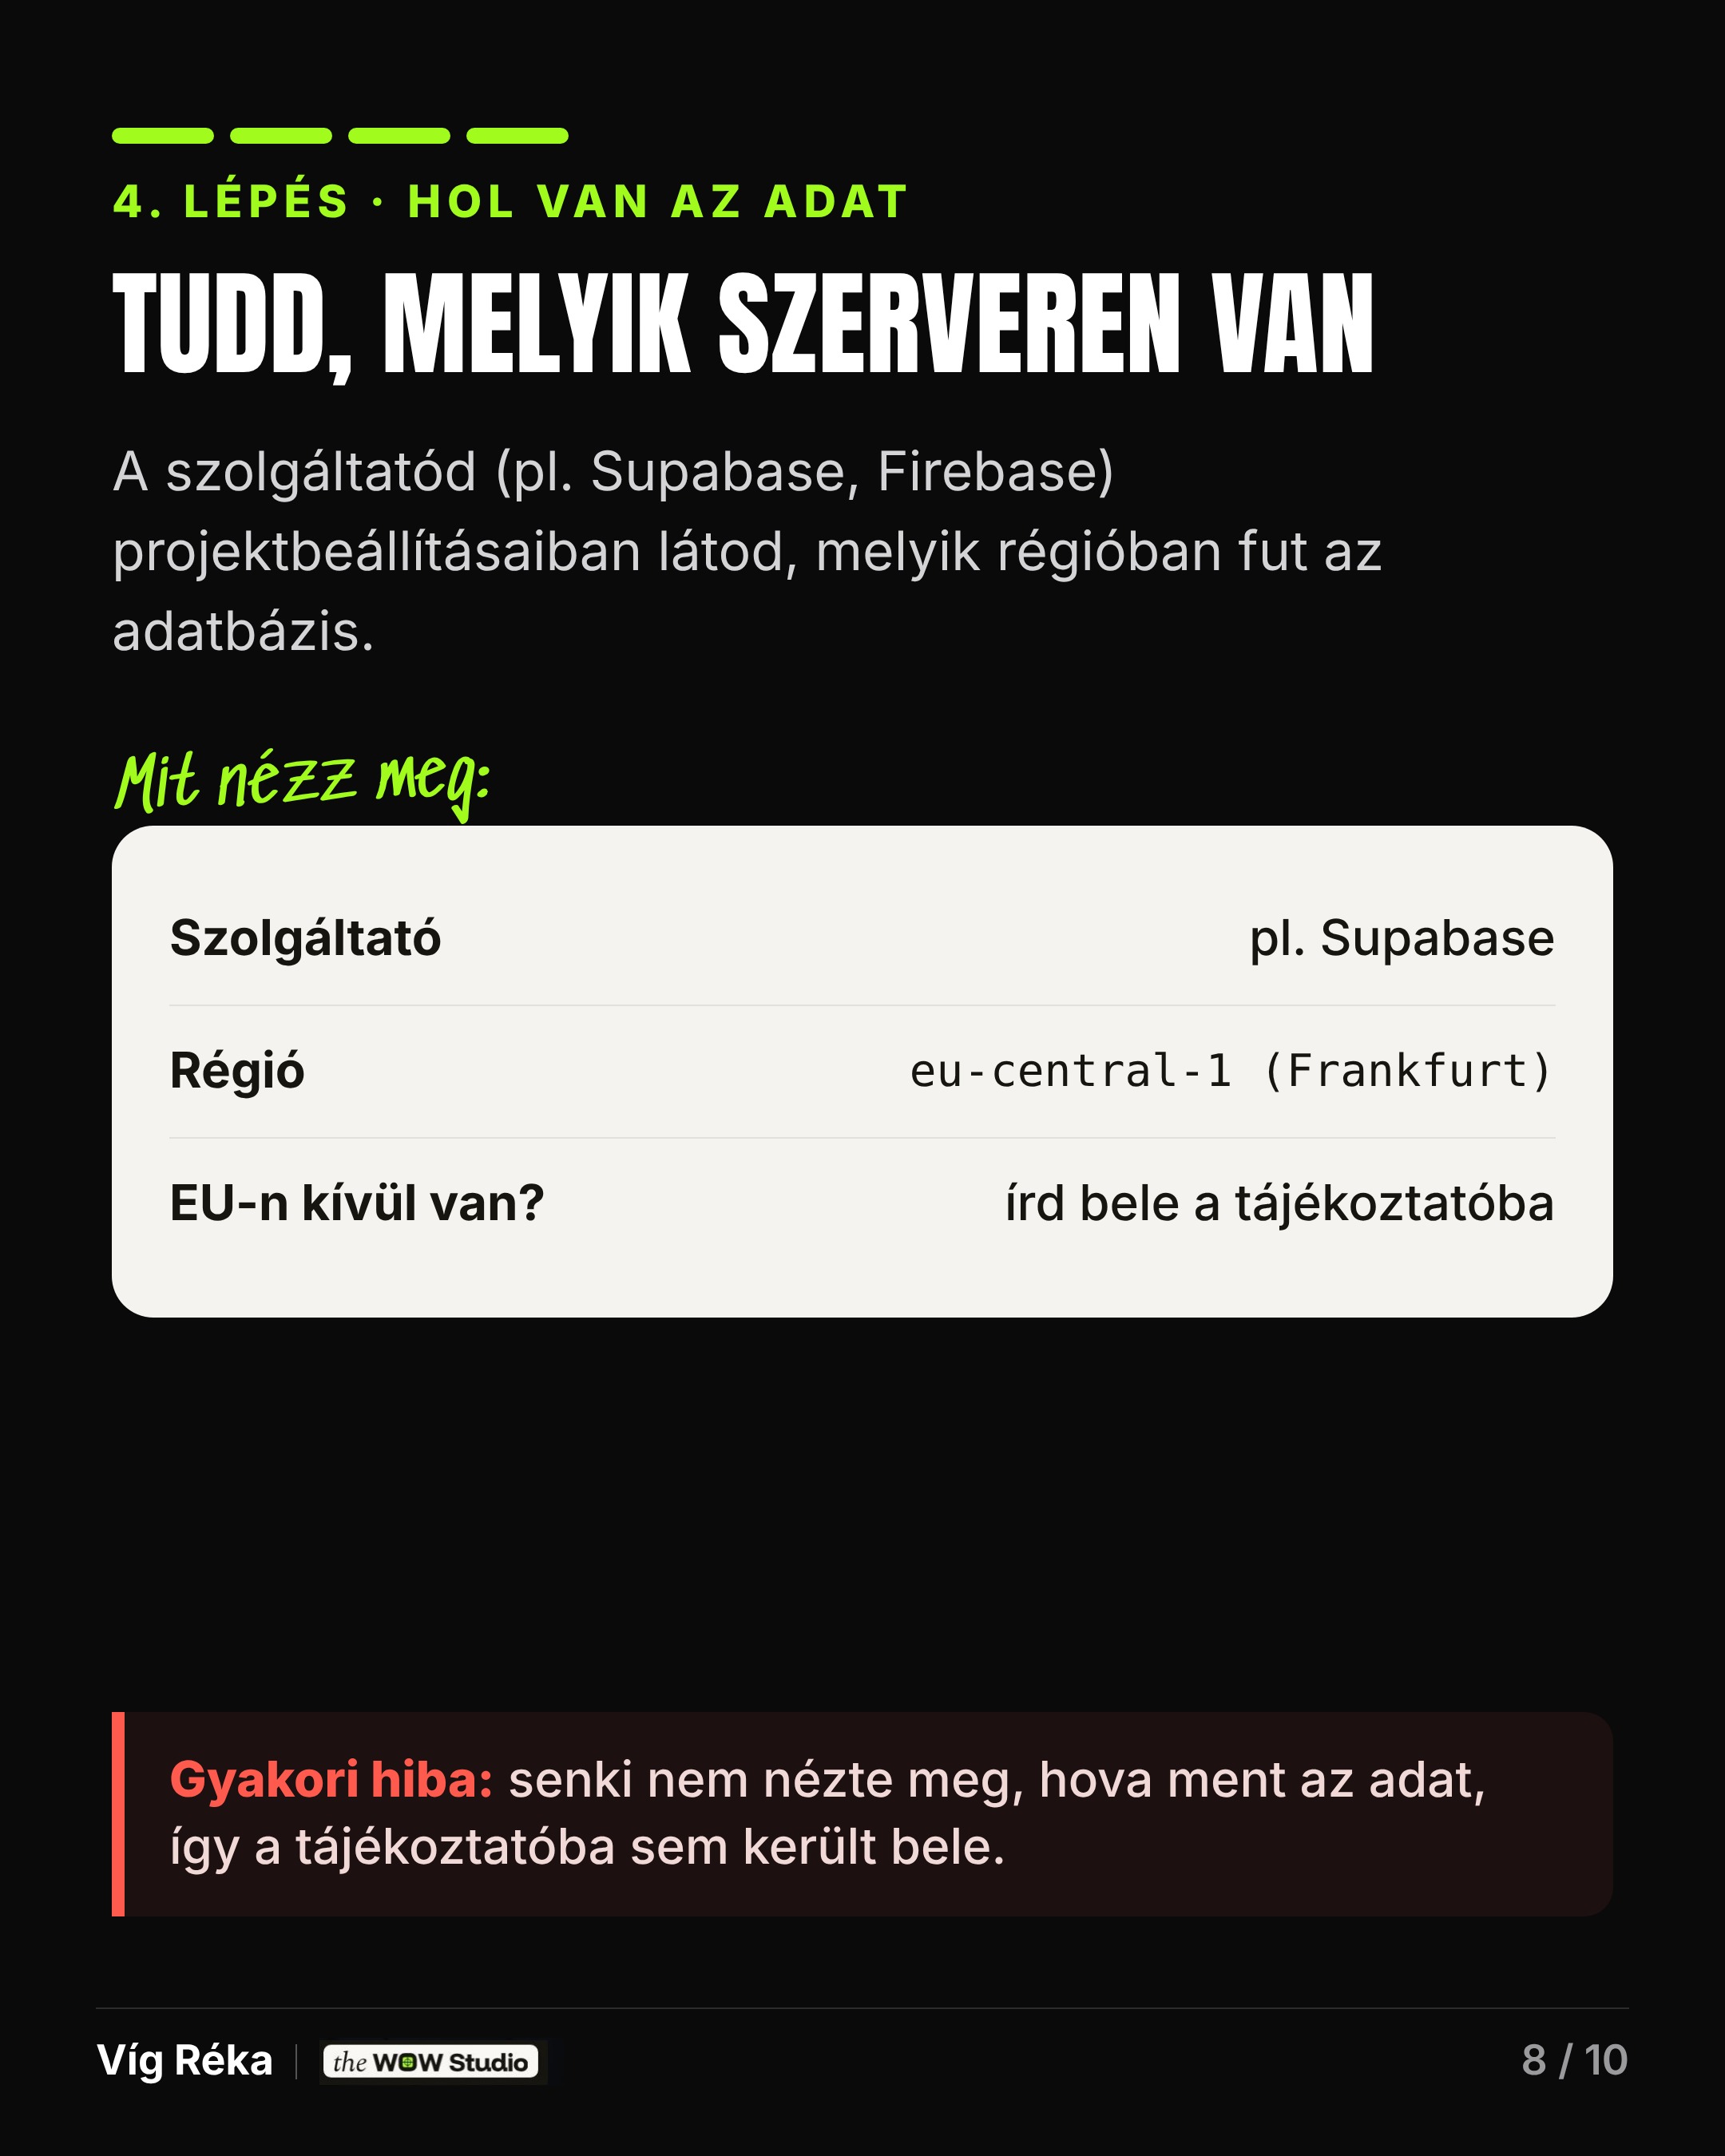 4. LÉPÉS · HOL VAN AZ ADAT
TUDD, MELYIK SZERVEREN VAN
A szolgáltatód (pl. Supabase, Firebase)
projektbeállításaiban látod, melyik régióban fut az
adatbázis.
Mit nézz meg:
Szolgáltató pl. Supabase
Régió eu-central-1 (Frankfurt)
EU-n kívül van? írd bele a tájékoztatóba
Gyakori hiba: senki nem nézte meg, hova ment az adat,
így a tájékoztatóba sem került bele.
Víg Réka the WOW Studio 8 / 10